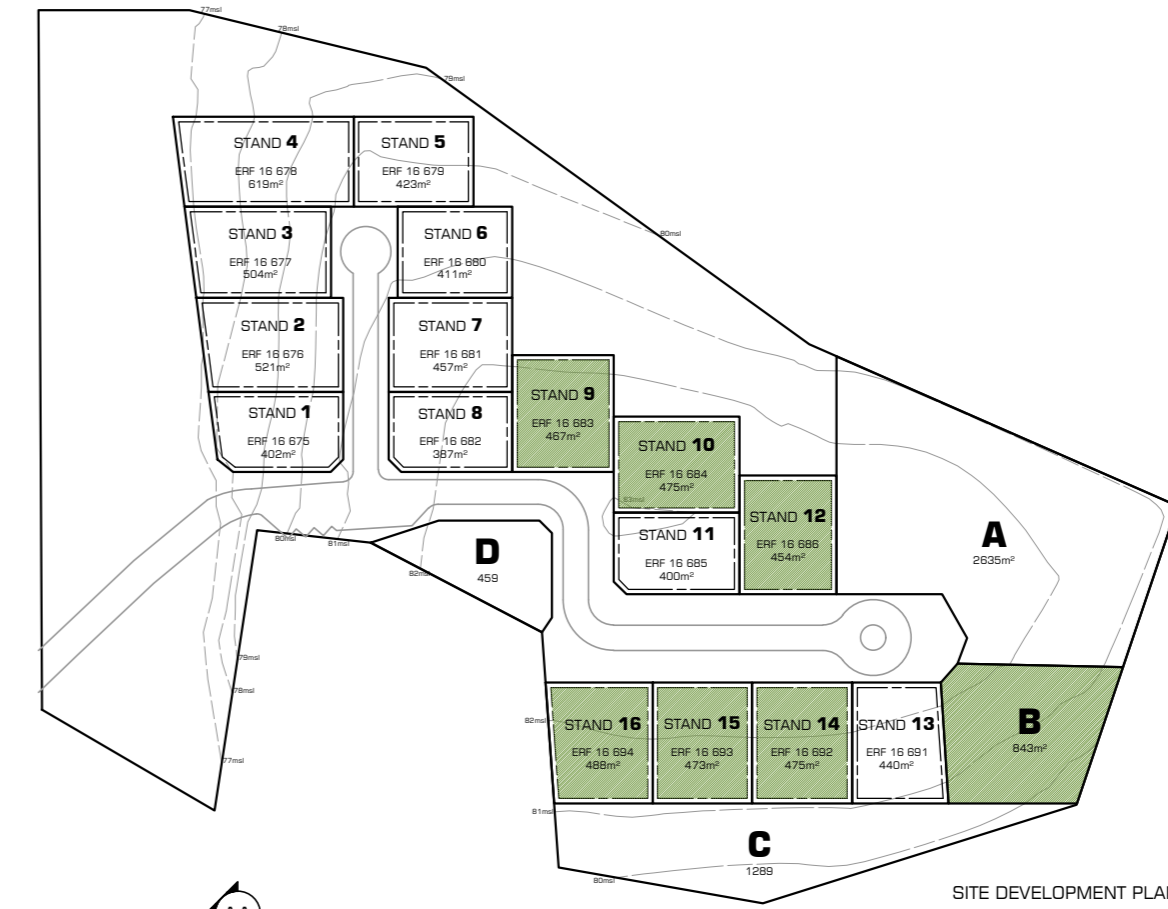 77msl
78msl
79msl
STAND 4
ERF 16 678
619m²
STAND 5
ERF 16 679
423m²
STAND 3
ERF 16 677
504m²
STAND 6
ERF 16 680
411m²
80msl
STAND 2
ERF 16 676
521m²
STAND 7
ERF 16 681
457m²
STAND 1
ERF 16 675
402m²
STAND 8
ERF 16 682
387m²
STAND 9
ERF 16 683
467m²
STAND 10
ERF 16 684
475m²
83msl
STAND 11
ERF 16 685
400m²
STAND 12
ERF 16 686
454m²
A
2635m²
80msl
81msl
82msl
D
459
79msl
78msl
77msl
82msl
STAND 16
ERF 16 694
488m²
STAND 15
ERF 16 693
473m²
STAND 14
ERF 16 692
475m²
STAND 13
ERF 16 691
440m²
B
843m²
81msl
C
1289
80msl
SITE DEVELOPMENT PLA